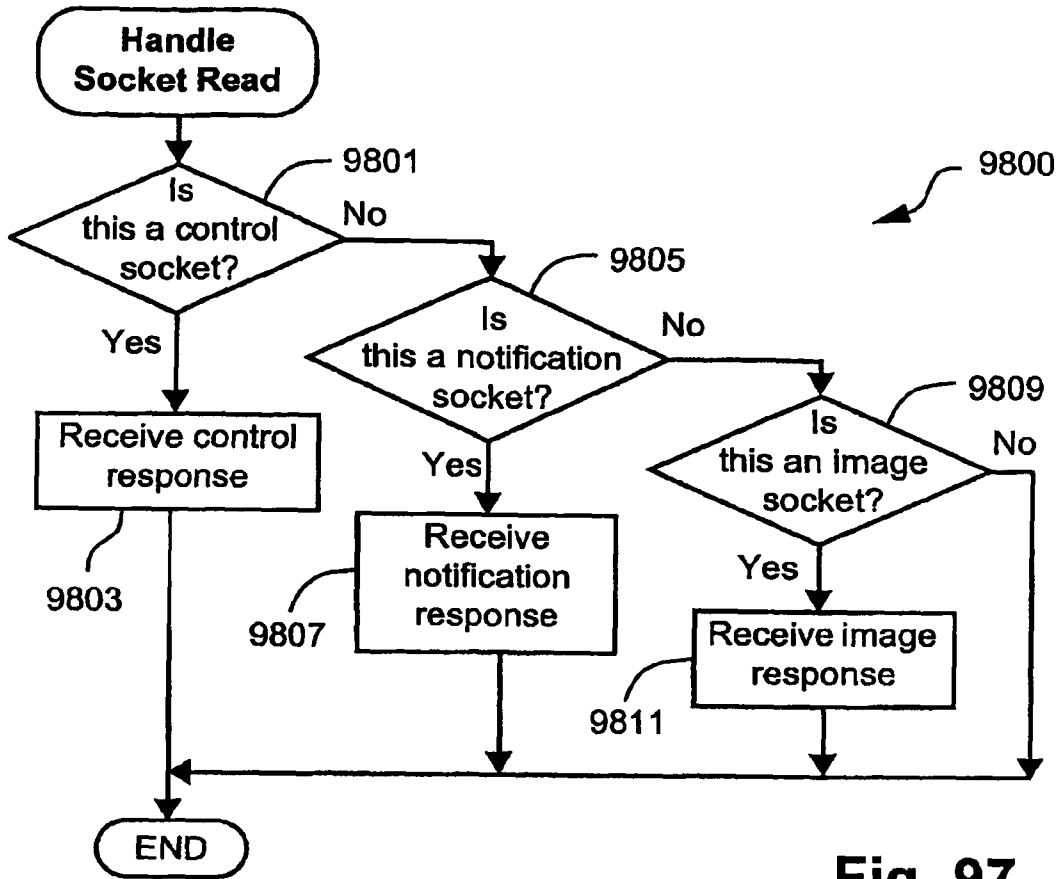 Handle
Socket Read
9801
9800
Is
this a control
socket?
No
9805
Yes
Is
this a notification
socket?
No
9809
Receive control
response
Yes
Is
this an image
socket?
No
9803
Receive
notification
response
Yes
9807
Receive image
response
9811
END
Fig. 97